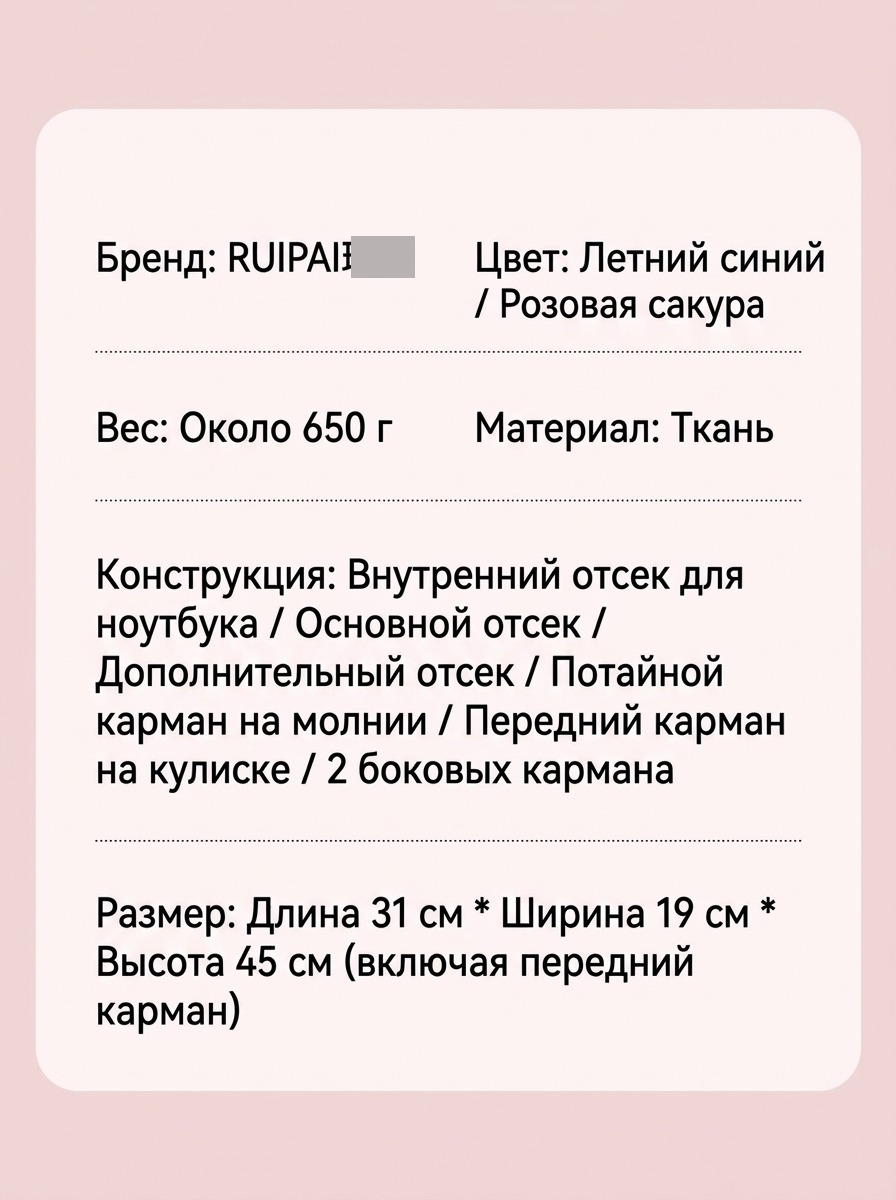 Бренд: RUIPAI
Цвет: Летний синий
/ Розовая сакура
Вес: Около 650 г
Материал: Ткань
Конструкция: Внутренний отсек для
ноутбука / Основной отсек /
Дополнительный отсек / Потайной
карман на молнии / Передний карман
на кулиске / 2 боковых кармана
Размер: Длина 31 см * Ширина 19 см *
Высота 45 см (включая передний
карман)